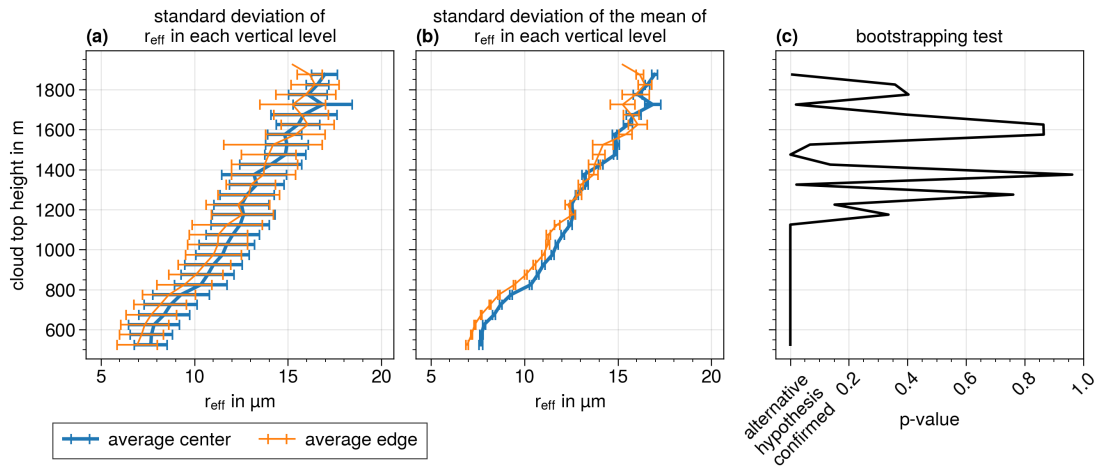 standard deviation of
(a) r_eff in each vertical level
standard deviation of the mean of
(b) r_eff in each vertical level
(c) bootstrapping test
cloud top height in m
1800
1600
1400
1200
1000
800
600
5 10 15 20
r_eff in µm
5 10 15 20
r_eff in µm
alternative
hypothesis
confirmed
0.2 0.4 0.6 0.8 1.0
p-value
average center average edge